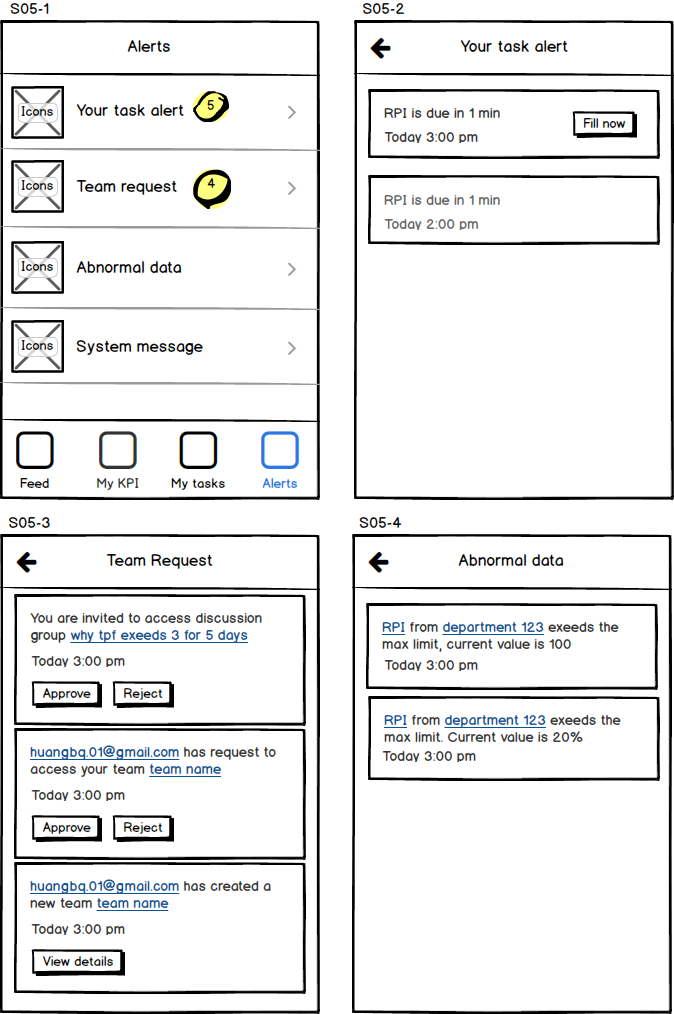 S05-1
Alerts
Icons
Your task alert
5
Icons
Team request
4
Icons
Abnormal data
Icons
System message
Feed
My KPI
My tasks
Alerts
S05-2
Your task alert
RPI is due in 1 min
Today 3:00 pm
Fill now
RPI is due in 1 min
Today 2:00 pm
S05-3
Team Request
You are invited to access discussion
group why tpf exeeds 3 for 5 days
Today 3:00 pm
Approve
Reject
huangbq.01@gmail.com has request to
access your team team name
Today 3:00 pm
Approve
Reject
huangbq.01@gmail.com has created a
new team team name
Today 3:00 pm
View details
S05-4
Abnormal data
RPI from department 123 exeeds the
max limit, current value is 100
Today 3:00 pm
RPI from department 123 exeeds the
max limit. Current value is 20%
Today 3:00 pm